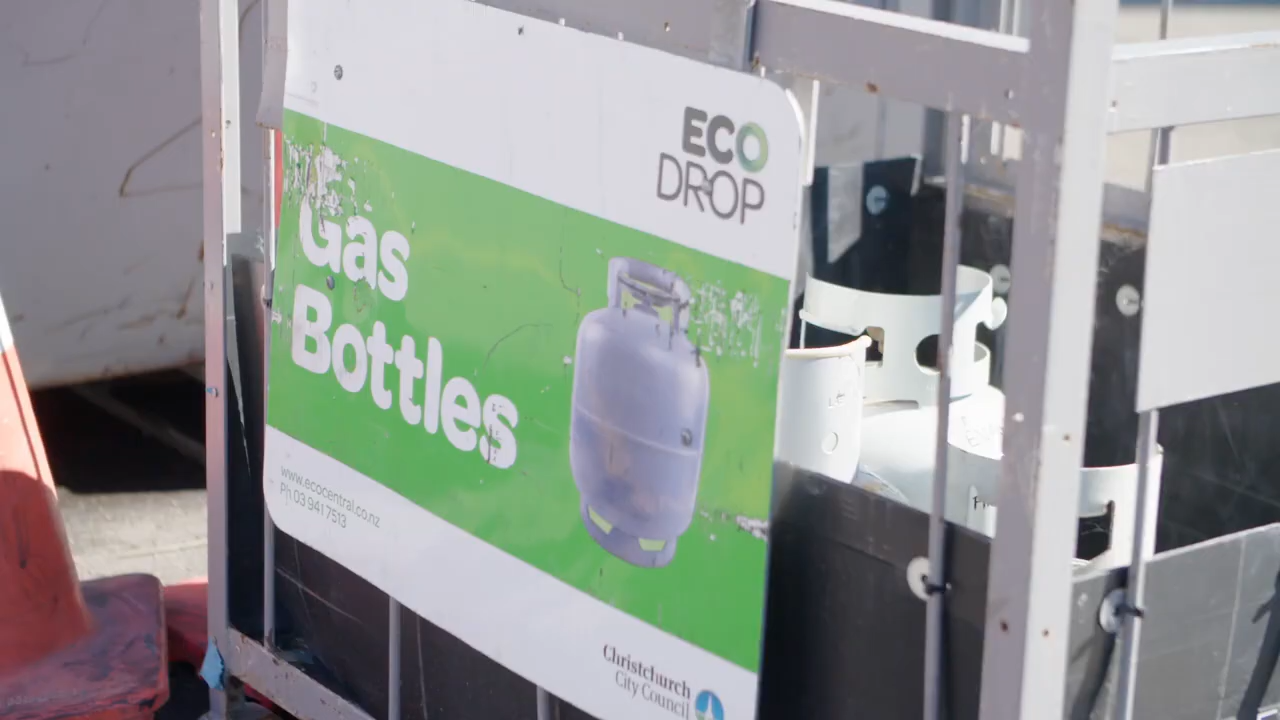 ECO
DROP
Gas
Bottles
www.ecocentral.co.nz
Ph 03 941 7513
Christchurch
City Council